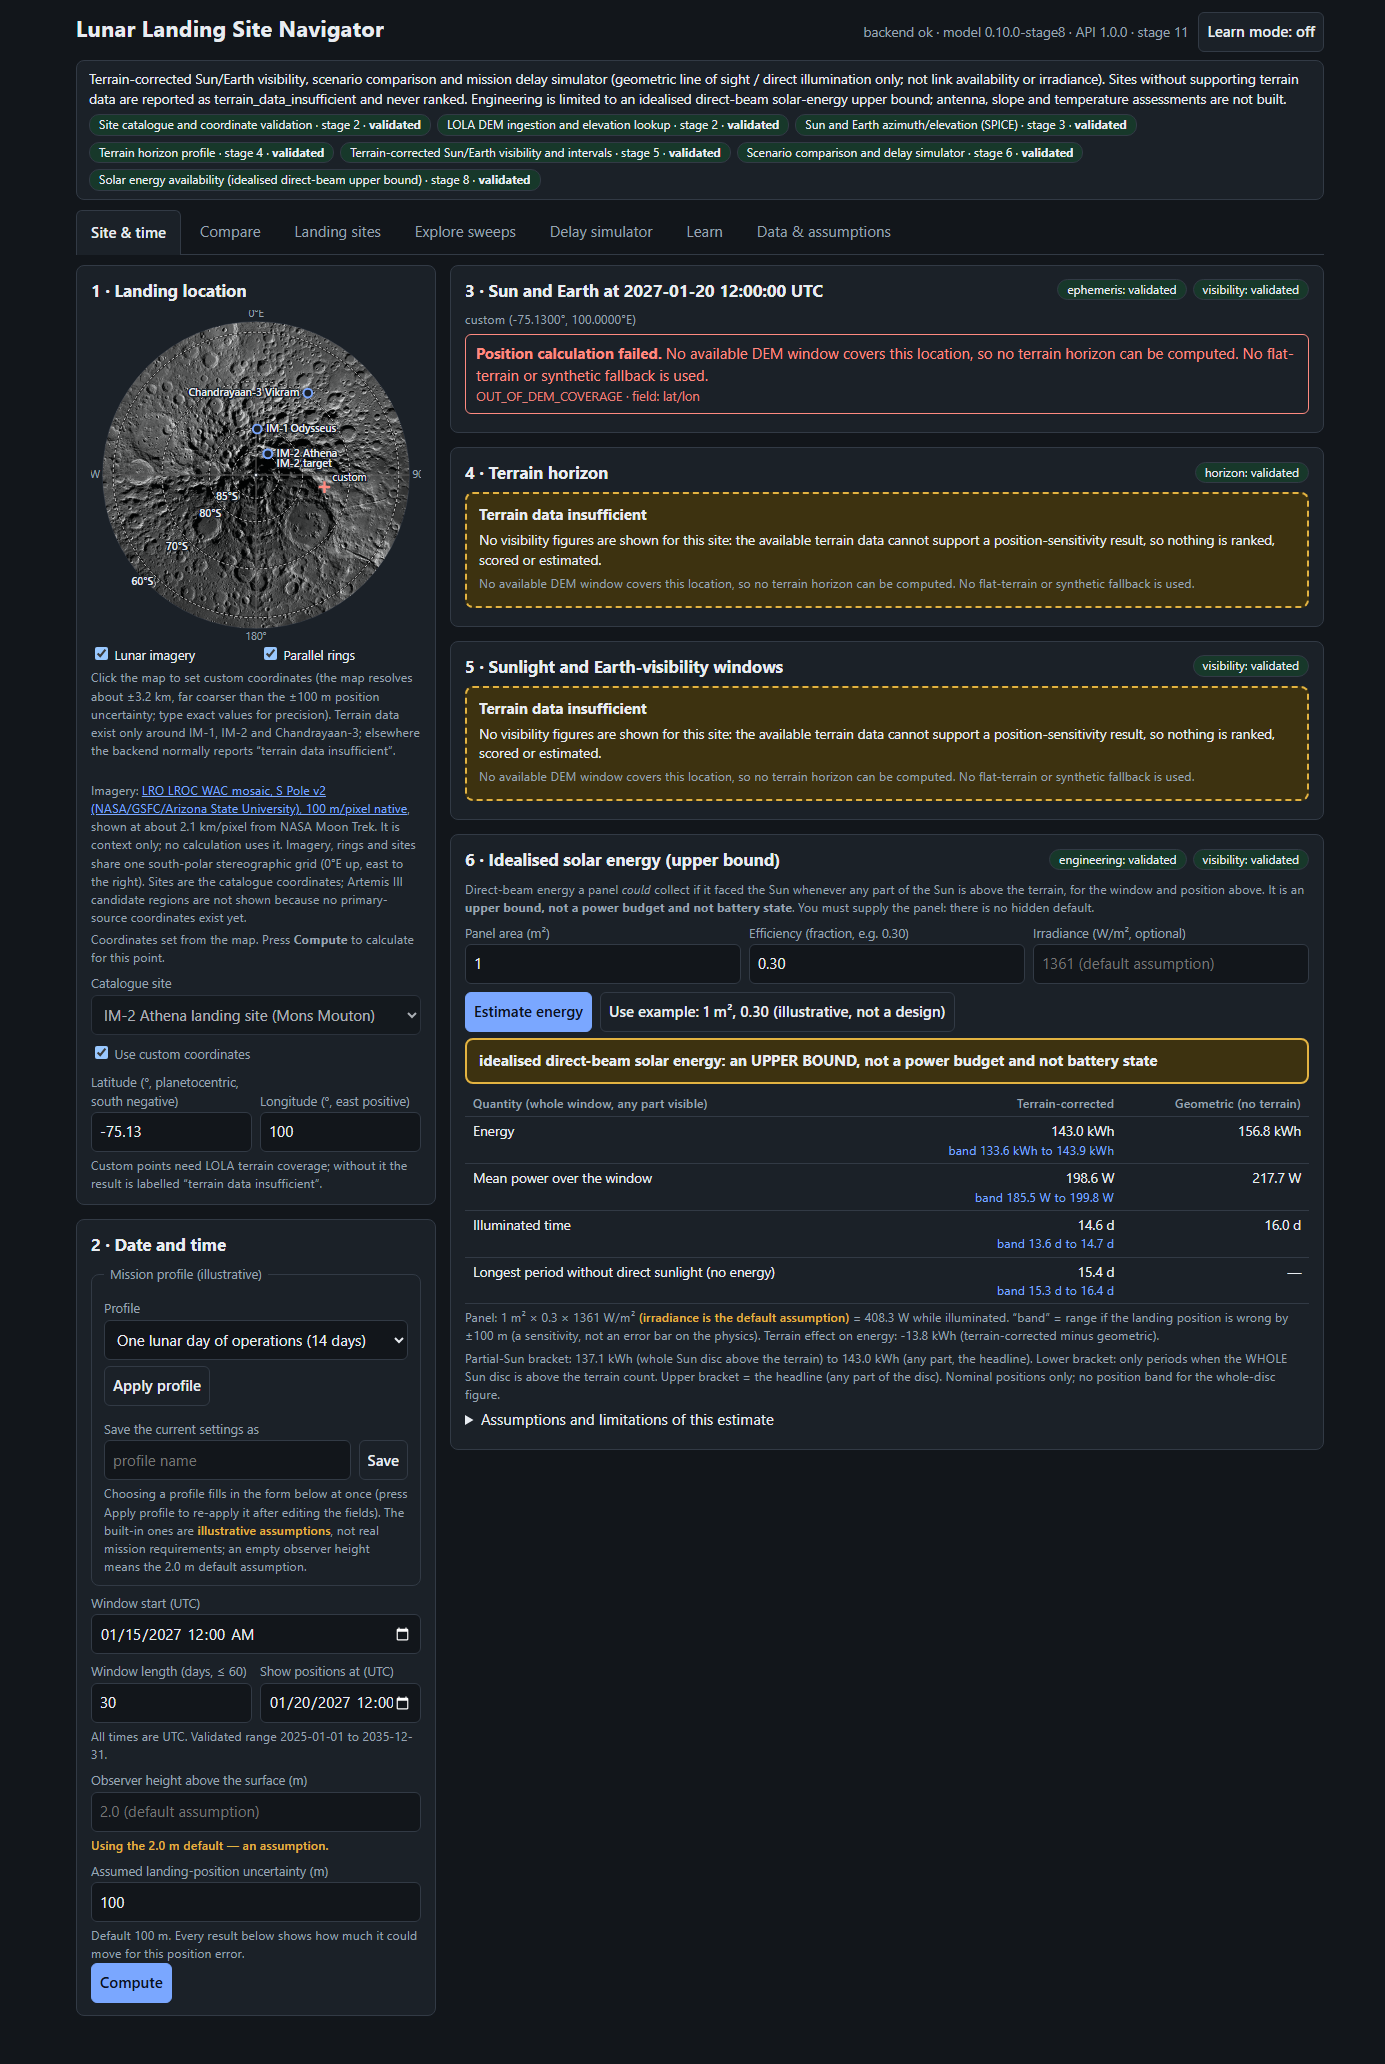 Lunar Landing Site Navigator
backend ok · model 0.10.0-stage8 · API 1.0.0 · stage 11
Learn mode: off
Terrain-corrected Sun/Earth visibility, scenario comparison and mission delay simulator (geometric line of sight / direct illumination only; not link availability or irradiance). Sites without supporting terrain
data are reported as terrain_data_insufficient and never ranked. Engineering is limited to an idealised direct-beam solar-energy upper bound; antenna, slope and temperature assessments are not built.
Site catalogue and coordinate validation · stage 2 · validated
LOLA DEM ingestion and elevation lookup · stage 2 · validated
Sun and Earth azimuth/elevation (SPICE) · stage 3 · validated
Terrain horizon profile · stage 4 · validated
Terrain-corrected Sun/Earth visibility and intervals · stage 5 · validated
Scenario comparison and delay simulator · stage 6 · validated
Solar energy availability (idealised direct-beam upper bound) · stage 8 · validated
Site & time
Compare
Landing sites
Explore sweeps
Delay simulator
Learn
Data & assumptions
1 · Landing location
0°E
Chandrayaan-3 Vikram
IM-1 Odysseus
IM-2 Athena
IM-2 target
custom
W
90
85°S
80°S
70°S
60°S
180°
Lunar imagery
Parallel rings
Click the map to set custom coordinates (the map resolves
about ±3.2 km, far coarser than the ±100 m position
uncertainty; type exact values for precision). Terrain data
exist only around IM-1, IM-2 and Chandrayaan-3; elsewhere
the backend normally reports “terrain data insufficient”.
Imagery: LRO LROC WAC mosaic, S Pole v2
(NASA/GSFC/Arizona State University), 100 m/pixel native,
shown at about 2.1 km/pixel from NASA Moon Trek. It is
context only; no calculation uses it. Imagery, rings and sites
share one south-polar stereographic grid (0°E up, east to
the right). Sites are the catalogue coordinates; Artemis III
candidate regions are not shown because no primary-
source coordinates exist yet.
Coordinates set from the map. Press Compute to calculate
for this point.
Catalogue site
IM-2 Athena landing site (Mons Mouton)
Use custom coordinates
Latitude (°, planetocentric,
south negative)
Longitude (°, east positive)
-75.13
100
Custom points need LOLA terrain coverage; without it the
result is labelled “terrain data insufficient”.
2 · Date and time
Mission profile (illustrative)
Profile
One lunar day of operations (14 days)
Apply profile
Save the current settings as
profile name
Save
Choosing a profile fills in the form below at once (press
Apply profile to re-apply it after editing the fields). The
built-in ones are illustrative assumptions, not real
mission requirements; an empty observer height
means the 2.0 m default assumption.
Window start (UTC)
01/15/2027 12:00 AM
Window length (days, ≤ 60)
Show positions at (UTC)
30
01/20/2027 12:00
All times are UTC. Validated range 2025-01-01 to 2035-12-
31.
Observer height above the surface (m)
2.0 (default assumption)
Using the 2.0 m default — an assumption.
Assumed landing-position uncertainty (m)
100
Default 100 m. Every result below shows how much it could
move for this position error.
Compute
3 · Sun and Earth at 2027-01-20 12:00:00 UTC
ephemeris: validated
visibility: validated
custom (-75.1300°, 100.0000°E)
Position calculation failed. No available DEM window covers this location, so no terrain horizon can be computed. No flat-
terrain or synthetic fallback is used.
OUT_OF_DEM_COVERAGE · field: lat/lon
4 · Terrain horizon
horizon: validated
Terrain data insufficient
No visibility figures are shown for this site: the available terrain data cannot support a position-sensitivity result, so nothing is ranked,
scored or estimated.
No available DEM window covers this location, so no terrain horizon can be computed. No flat-terrain or synthetic fallback is used.
5 · Sunlight and Earth-visibility windows
visibility: validated
Terrain data insufficient
No visibility figures are shown for this site: the available terrain data cannot support a position-sensitivity result, so nothing is ranked,
scored or estimated.
No available DEM window covers this location, so no terrain horizon can be computed. No flat-terrain or synthetic fallback is used.
6 · Idealised solar energy (upper bound)
engineering: validated
visibility: validated
Direct-beam energy a panel could collect if it faced the Sun whenever any part of the Sun is above the terrain, for the window and position above. It is an
upper bound, not a power budget and not battery state. You must supply the panel: there is no hidden default.
Panel area (m²)
Efficiency (fraction, e.g. 0.30)
Irradiance (W/m², optional)
1
0.30
1361 (default assumption)
Estimate energy
Use example: 1 m², 0.30 (illustrative, not a design)
idealised direct-beam solar energy: an UPPER BOUND, not a power budget and not battery state
Quantity (whole window, any part visible)
Terrain-corrected
Geometric (no terrain)
Energy
143.0 kWh
156.8 kWh
band 133.6 kWh to 143.9 kWh
Mean power over the window
198.6 W
217.7 W
band 185.5 W to 199.8 W
Illuminated time
14.6 d
16.0 d
band 13.6 d to 14.7 d
Longest period without direct sunlight (no energy)
15.4 d
—
band 15.3 d to 16.4 d
Panel: 1 m² × 0.3 × 1361 W/m² (irradiance is the default assumption) = 408.3 W while illuminated. “band” = range if the landing position is wrong by
±100 m (a sensitivity, not an error bar on the physics). Terrain effect on energy: -13.8 kWh (terrain-corrected minus geometric).
Partial-Sun bracket: 137.1 kWh (whole Sun disc above the terrain) to 143.0 kWh (any part, the headline). Lower bracket: only periods when the WHOLE
Sun disc is above the terrain count. Upper bracket = the headline (any part of the disc). Nominal positions only; no position band for the whole-disc
figure.
Assumptions and limitations of this estimate